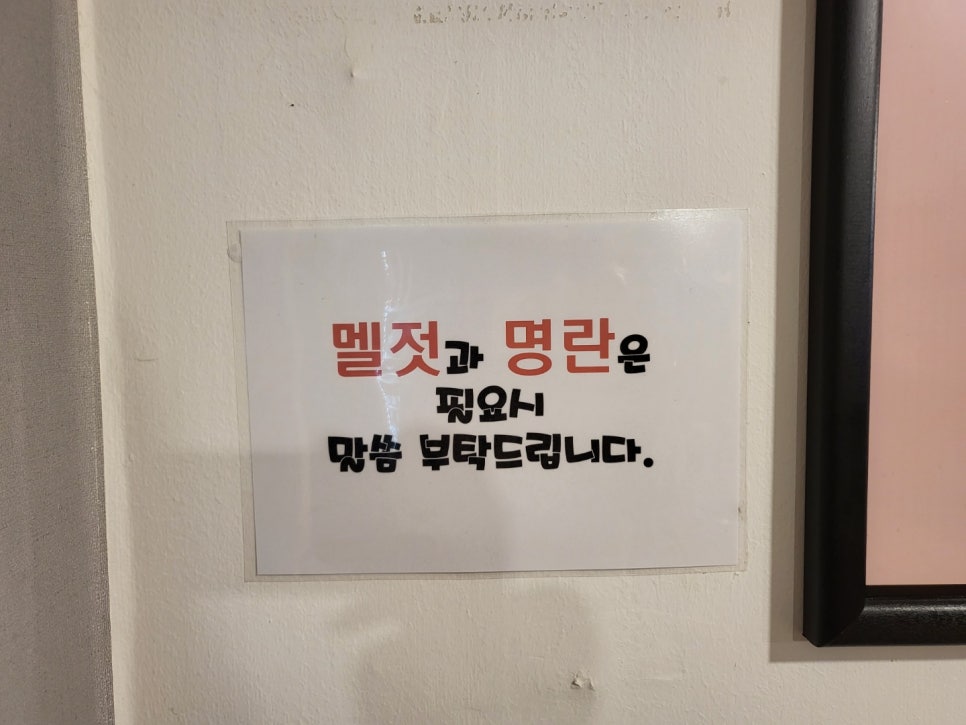 멜젓과 명란은
필요시
말씀 부탁드립니다.